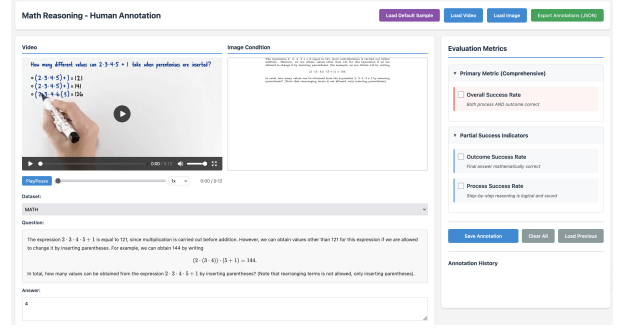 Math Reasoning - Human Annotation
Load Default Sample
Load Video
Load Image
Export Annotations (JSON)
Video
How many different values can 2·3·4·5 + 1 take when parentheses are inserted?
(2·3·4·5)+) = 121
(2·3·4·5)+) = 141
= 126
0:00 / 0:12
Play/Pause
1x
0:00 / 0:12
Image Condition
Dataset:
MATH
Question:
The expression 2 · 3 · 4 · 5 + 1 is equal to 121, since multiplication is carried out before addition. However, we can obtain values other than 121 for this expression if we are allowed
to change it by inserting parentheses. For example, we can obtain 144 by writing
(2 · (3 · 4)) · (5 + 1) = 144.
In total, how many values can be obtained from the expression 2 · 3 · 4 · 5 + 1 by inserting parentheses? (Note that rearranging terms is not allowed, only inserting parentheses).
Answer:
4
Evaluation Metrics
Primary Metric (Comprehensive)
Overall Success Rate
Both process AND outcome correct
Partial Success Indicators
Outcome Success Rate
Final answer mathematically correct
Process Success Rate
Step-by-step reasoning is logical and sound
Save Annotation
Clear All
Load Previous
Annotation History